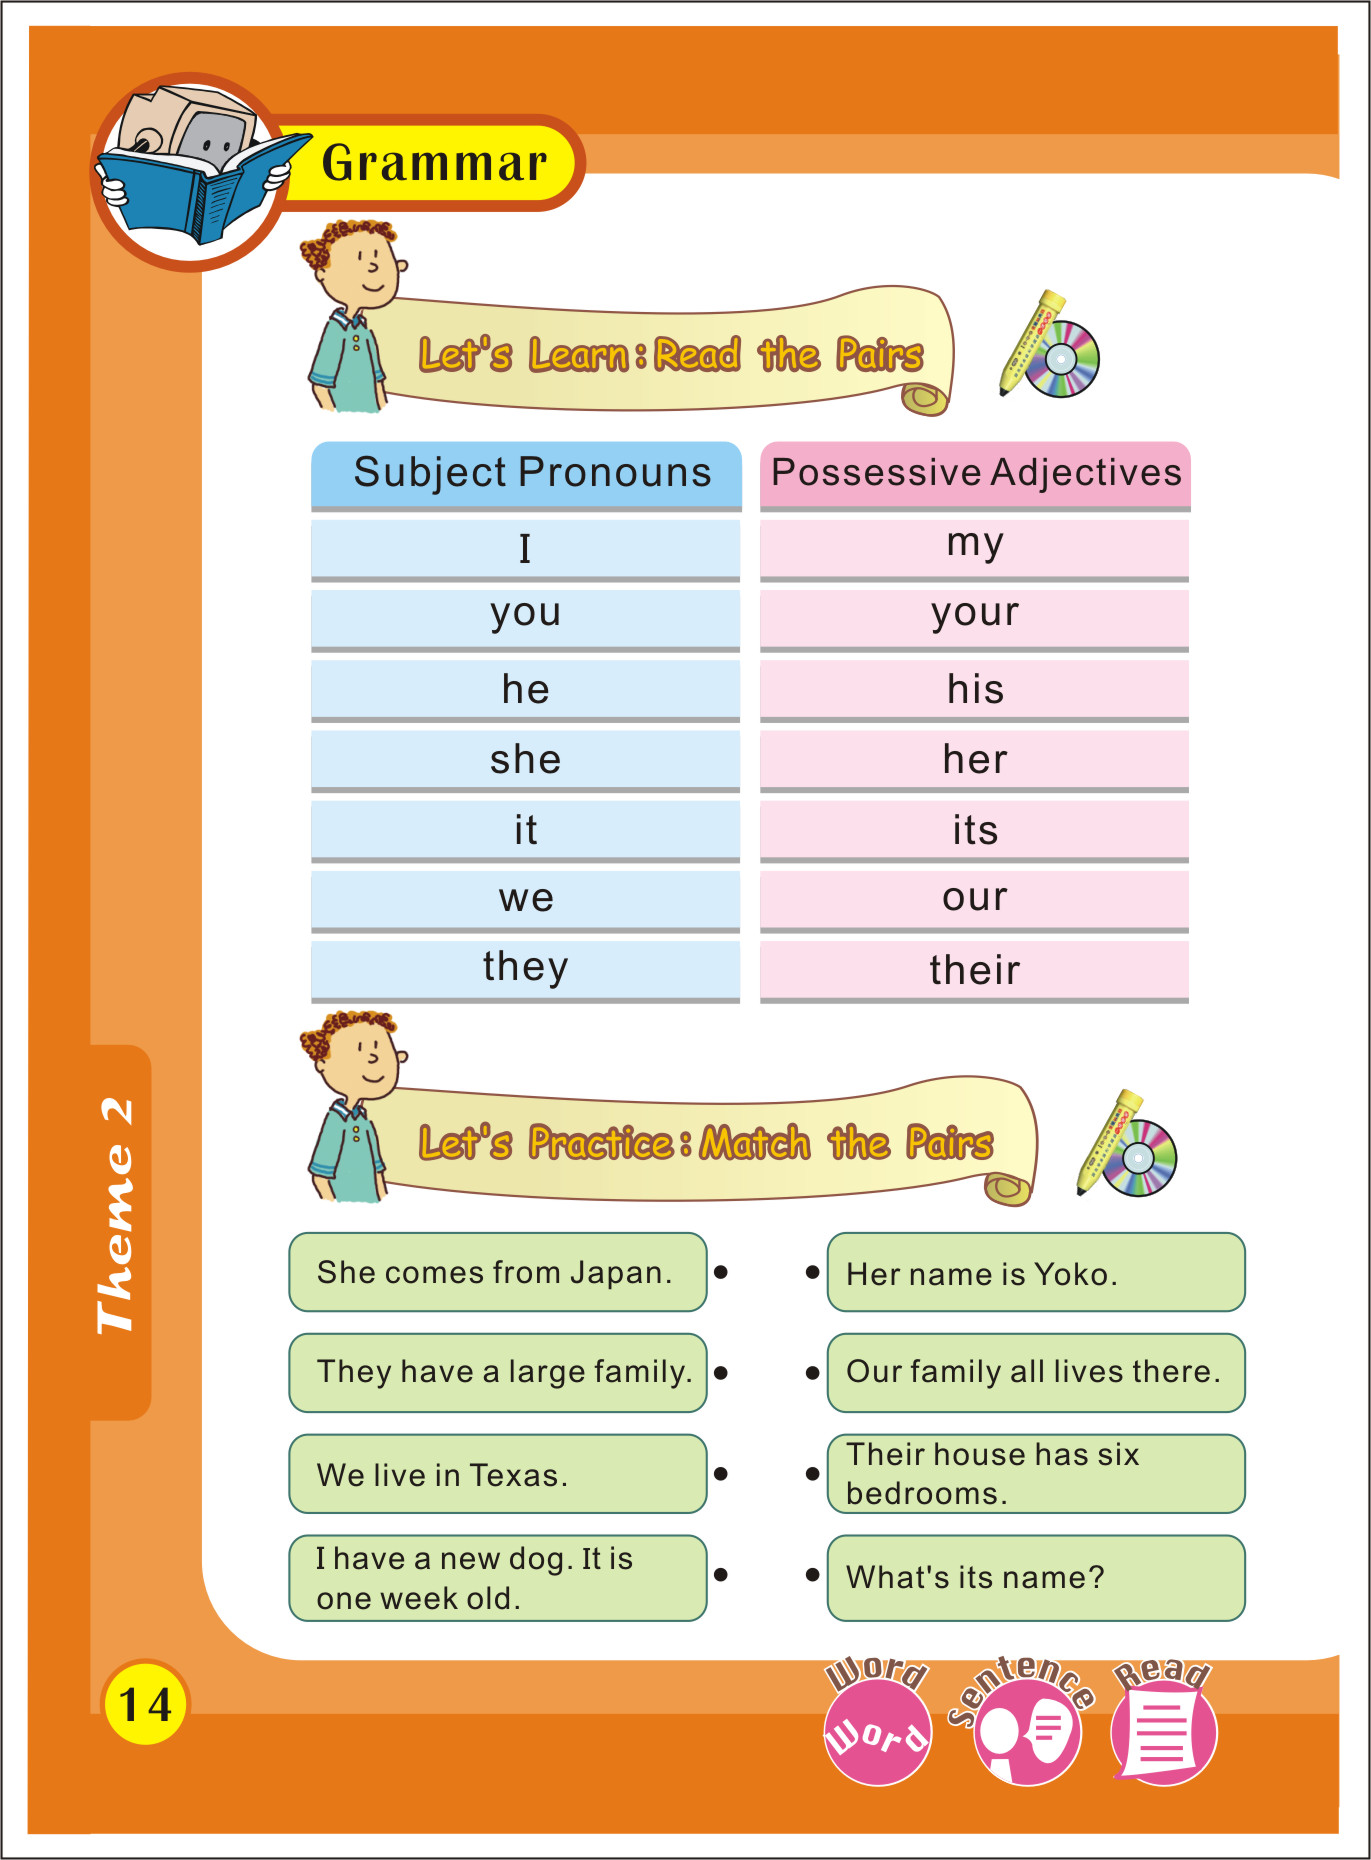 Grammar
Let's Learn : Read the Pairs
Subject Pronouns Possessive Adjectives
I my
you your
he his
she her
it its
we our
they their
Let's Practice : Match the Pairs
She comes from Japan. Her name is Yoko.
They have a large family. Our family all lives there.
We live in Texas. Their house has six
bedrooms.
I have a new dog. It is
one week old. What's its name?
Theme 2
14
Word Sentence Read
Word